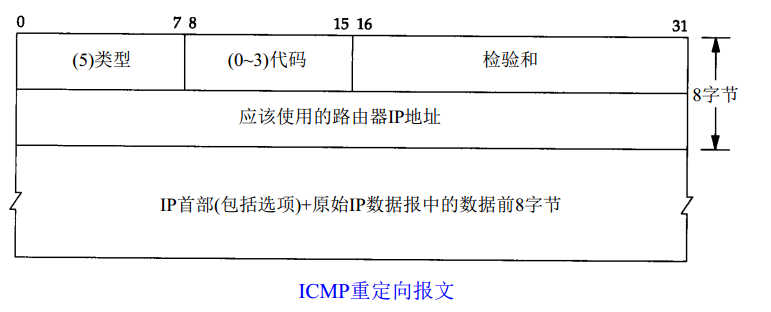 0 7 8 15 16 31
(5)类型 (0~3)代码 检验和
8字节
应该使用的路由器IP地址
IP首部(包括选项)+原始IP数据报中的数据前8字节
ICMP重定向报文